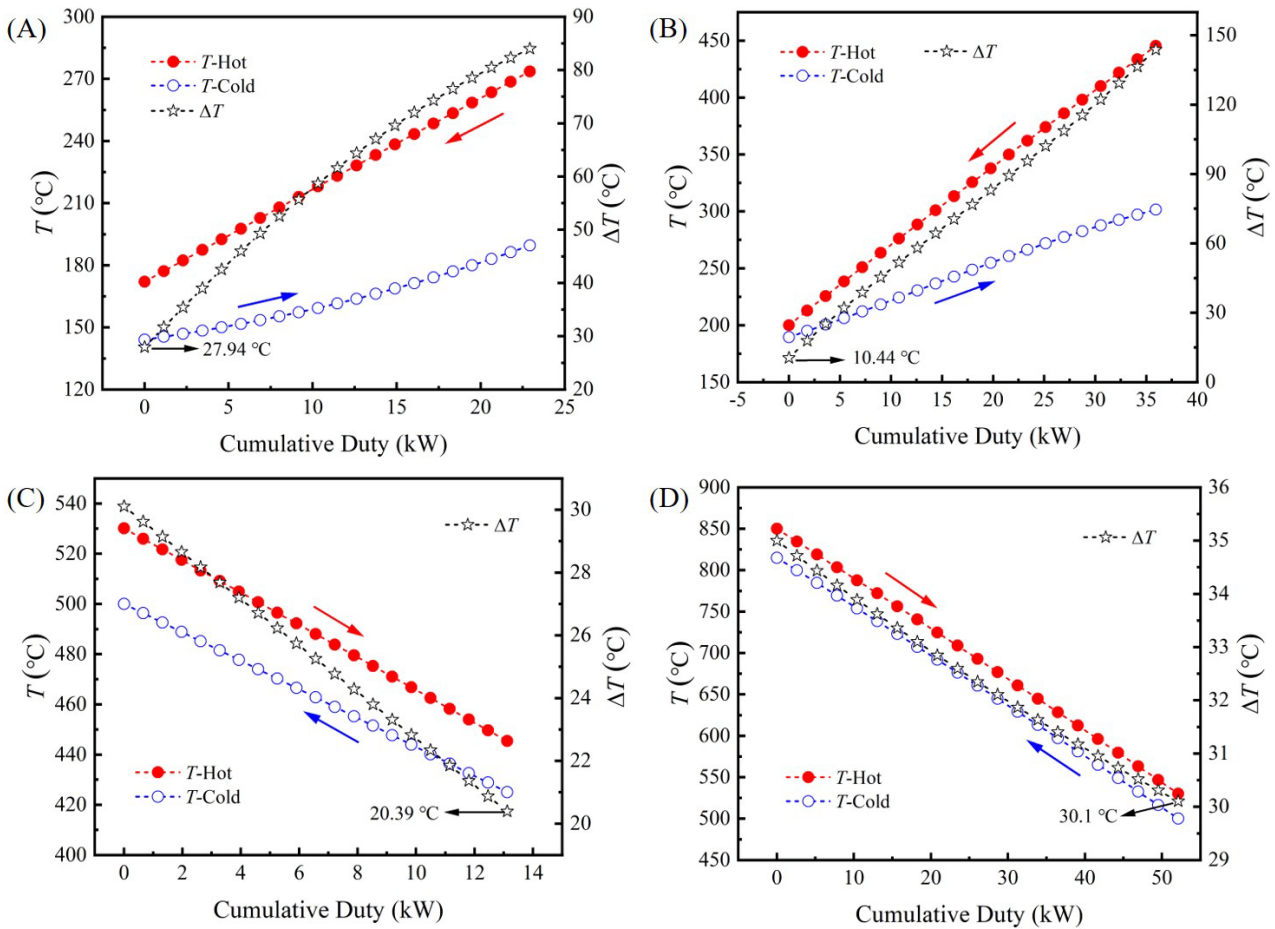 (A)
300
270
240
210
180
150
120
T (℃)
T-Hot
T-Cold
ΔT
27.94 ℃
90
80
70
60
50
40
30
20
ΔT (℃)
0 5 10 15 20 25
Cumulative Duty (kW)
(B)
450
400
350
300
250
200
150
T (℃)
T-Hot ΔT
T-Cold
10.44 ℃
150
120
90
60
30
0
ΔT (℃)
-5 0 5 10 15 20 25 30 35 40
Cumulative Duty (kW)
(C)
540
520
500
480
460
440
420
400
T (℃)
ΔT
T-Hot
T-Cold
20.39 ℃
30
28
26
24
22
20
ΔT (℃)
0 2 4 6 8 10 12 14
Cumulative Duty (kW)
(D)
900
850
800
750
700
650
600
550
500
450
T (℃)
ΔT
T-Hot
T-Cold
30.1 ℃
36
35
34
33
32
31
30
29
ΔT (℃)
0 10 20 30 40 50
Cumulative Duty (kW)